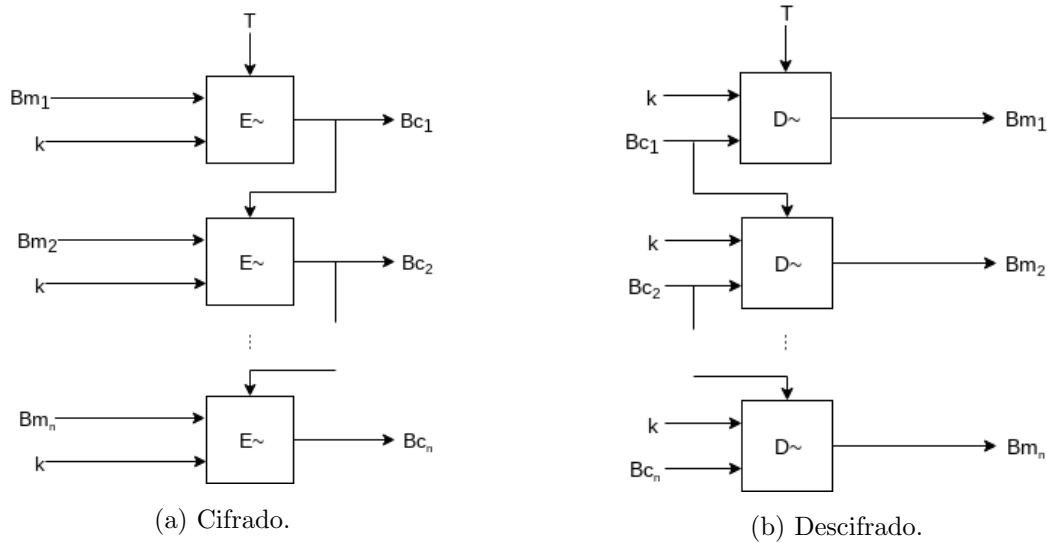 T
Bm1
k
E~
Bc1
Bm2
k
E~
Bc2
Bmn
k
E~
Bcn
(a) Cifrado.
T
k
Bc1
D~
Bm1
k
Bc2
D~
Bm2
k
Bcn
D~
Bmn
(b) Descifrado.